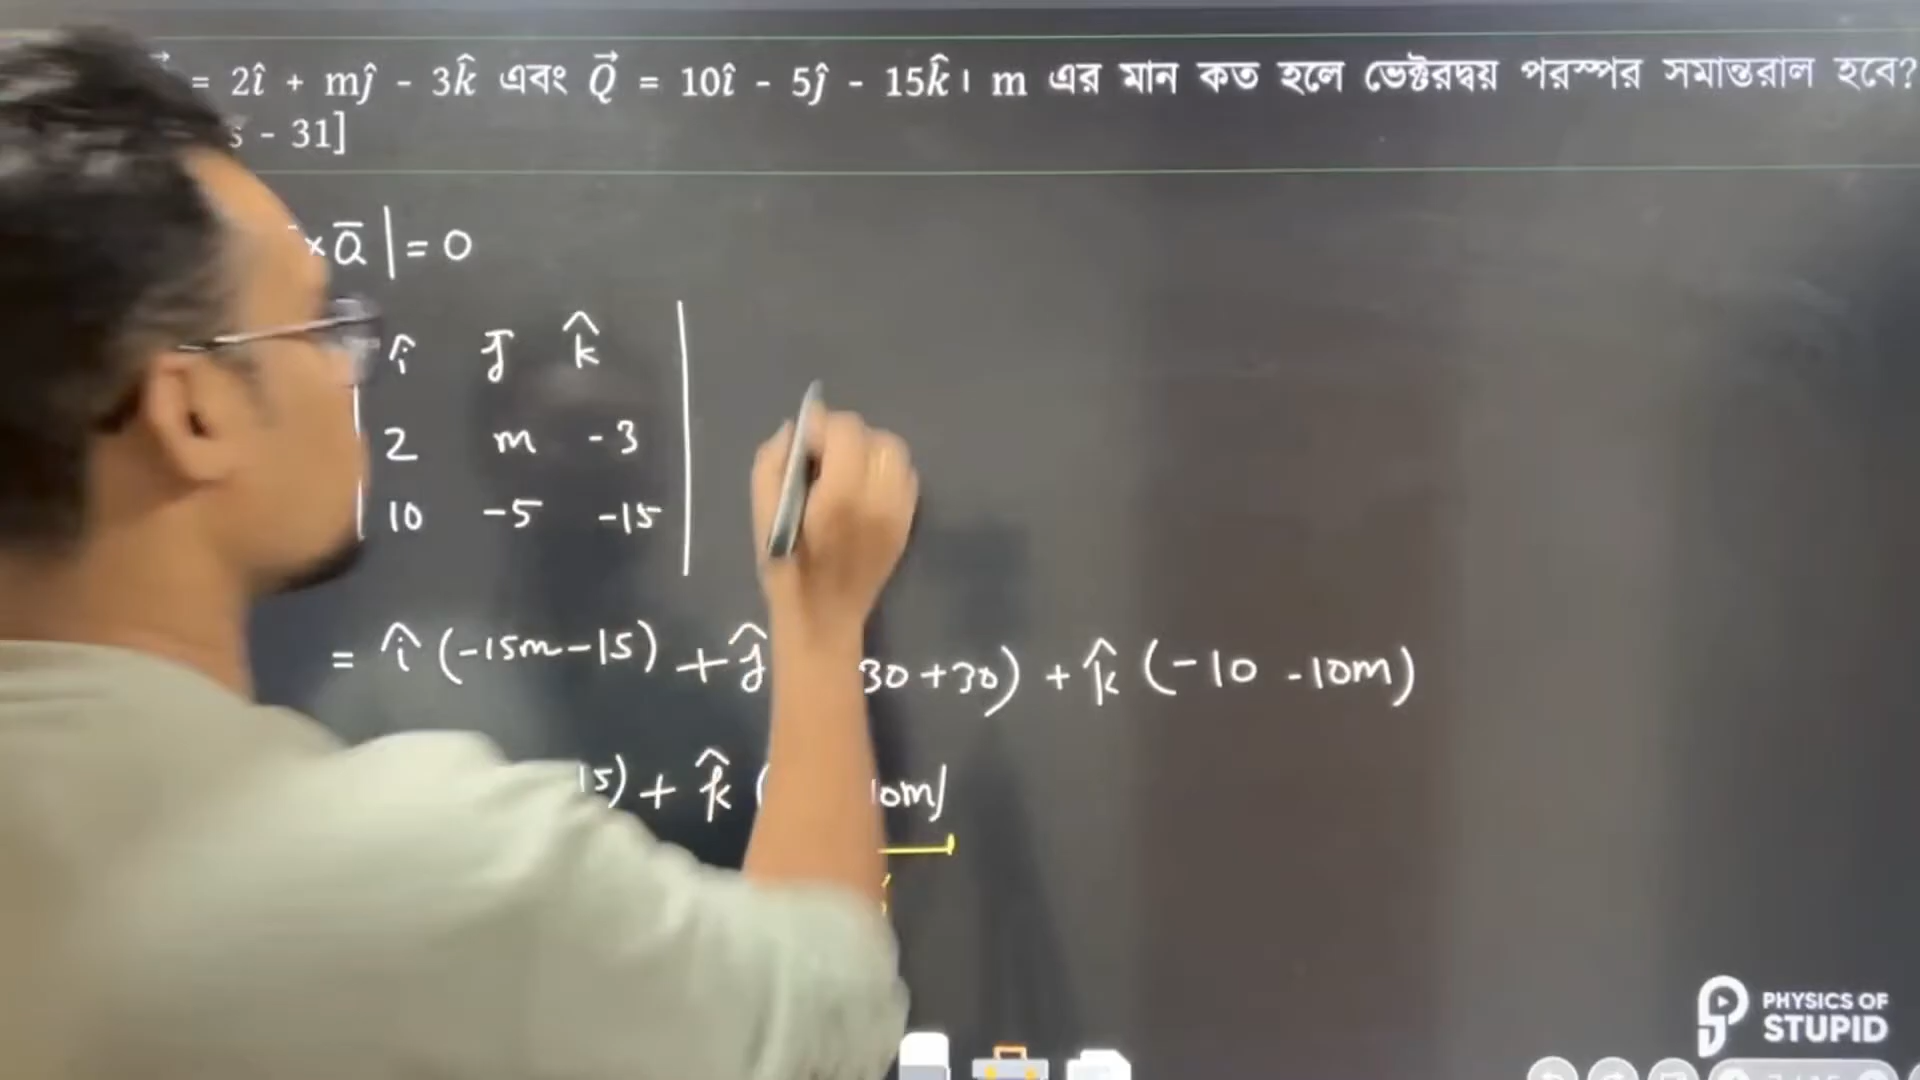 = 2î + mĵ - 3k̂ এবং Q⃗ = 10î - 5ĵ - 15k̂। m এর মান কত হলে ভেক্টরদ্বয় পরস্পর সমান্তরাল হবে?
s - 31]
×Q̅ | = 0
î ĵ k̂
2 m -3
10 -5 -15
= î (-15m-15) + ĵ 30+30) + k̂ (-10 -10m)
15) + k̂ ( 10m)
PHYSICS OF
STUPID